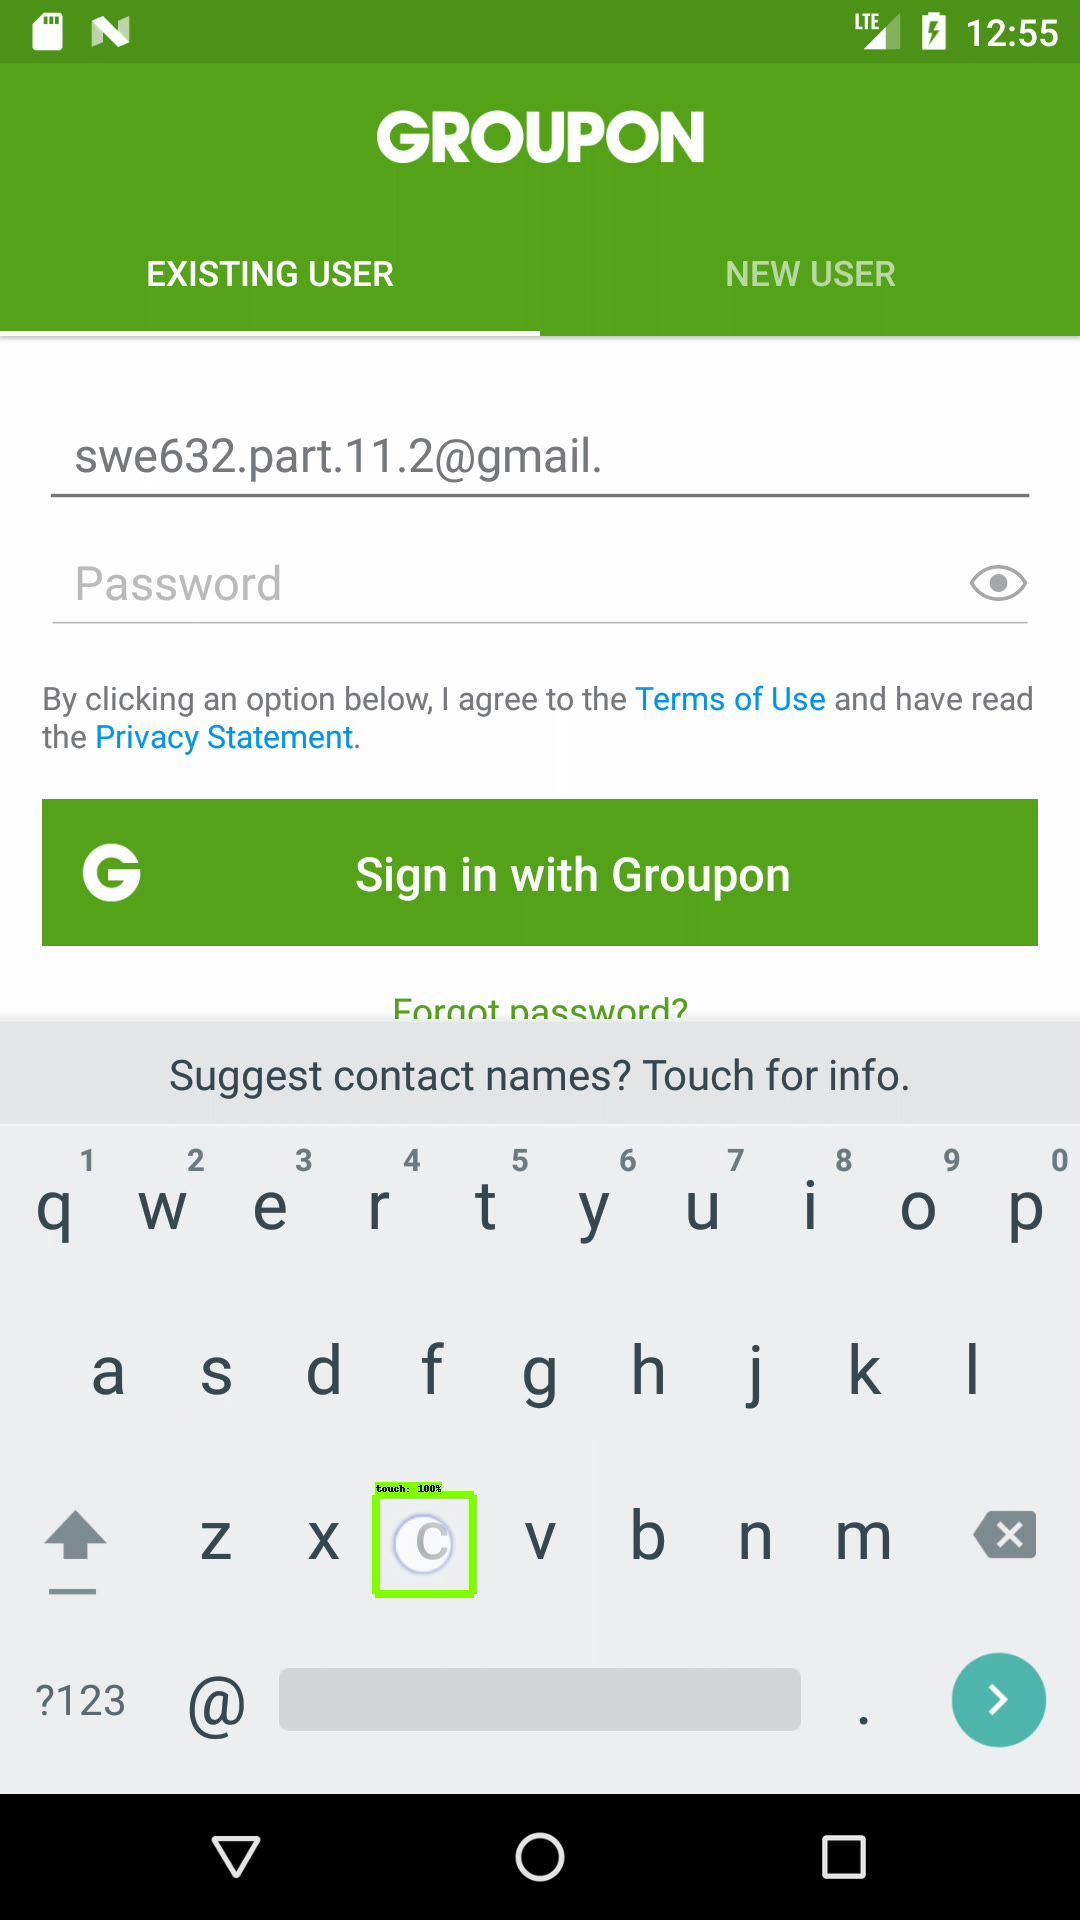 LTE 12:55
GROUPON
EXISTING USER NEW USER
swe632.part.11.2@gmail.
Password
By clicking an option below, I agree to the Terms of Use and have read
the Privacy Statement.
G Sign in with Groupon
Forgot password?
Suggest contact names? Touch for info.
1 2 3 4 5 6 7 8 9 0
q w e r t y u i o p
a s d f g h j k l
touch: 100%
z x c v b n m
?123 @ .